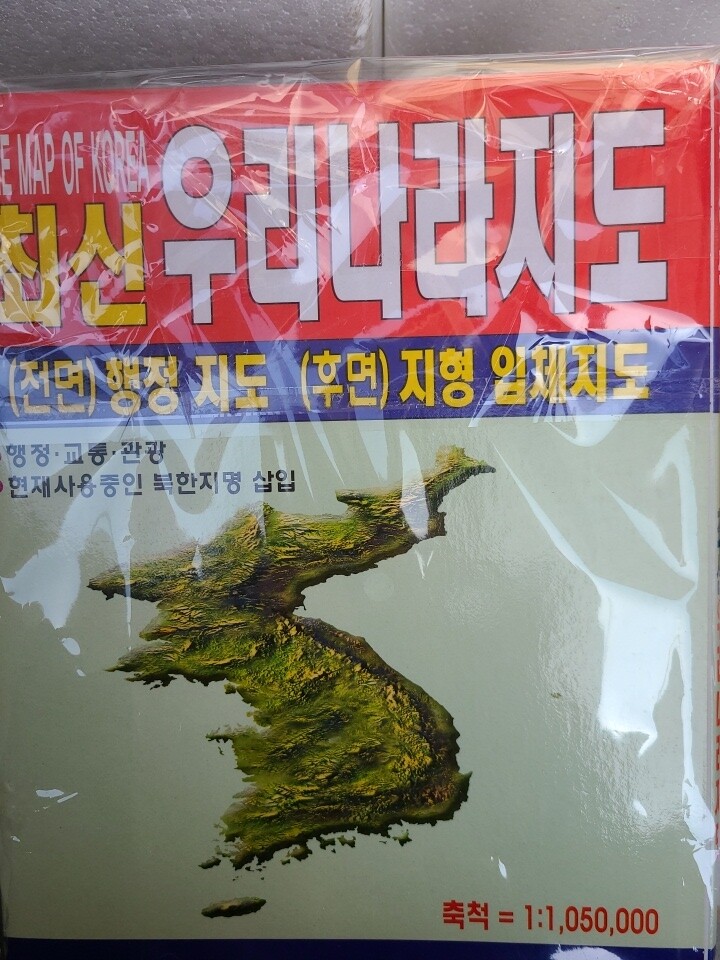 E MAP OF KOREA
최신 우리나라지도
(전면) 행정 지도 (후면) 지형 입체지도
행정·교통·관광
현재사용중인 북한지명 삽입
축척 = 1:1,050,000